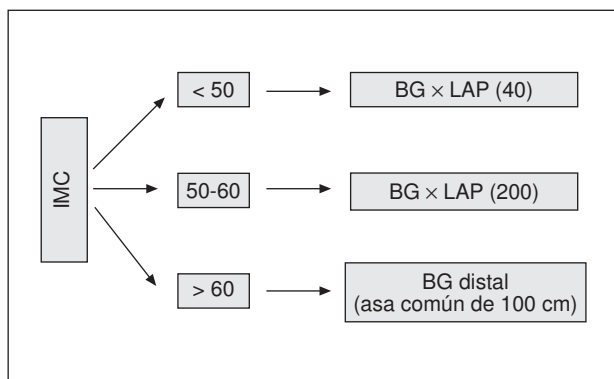 IMC
< 50
BG × LAP (40)
50-60
BG × LAP (200)
> 60
BG distal
(asa común de 100 cm)